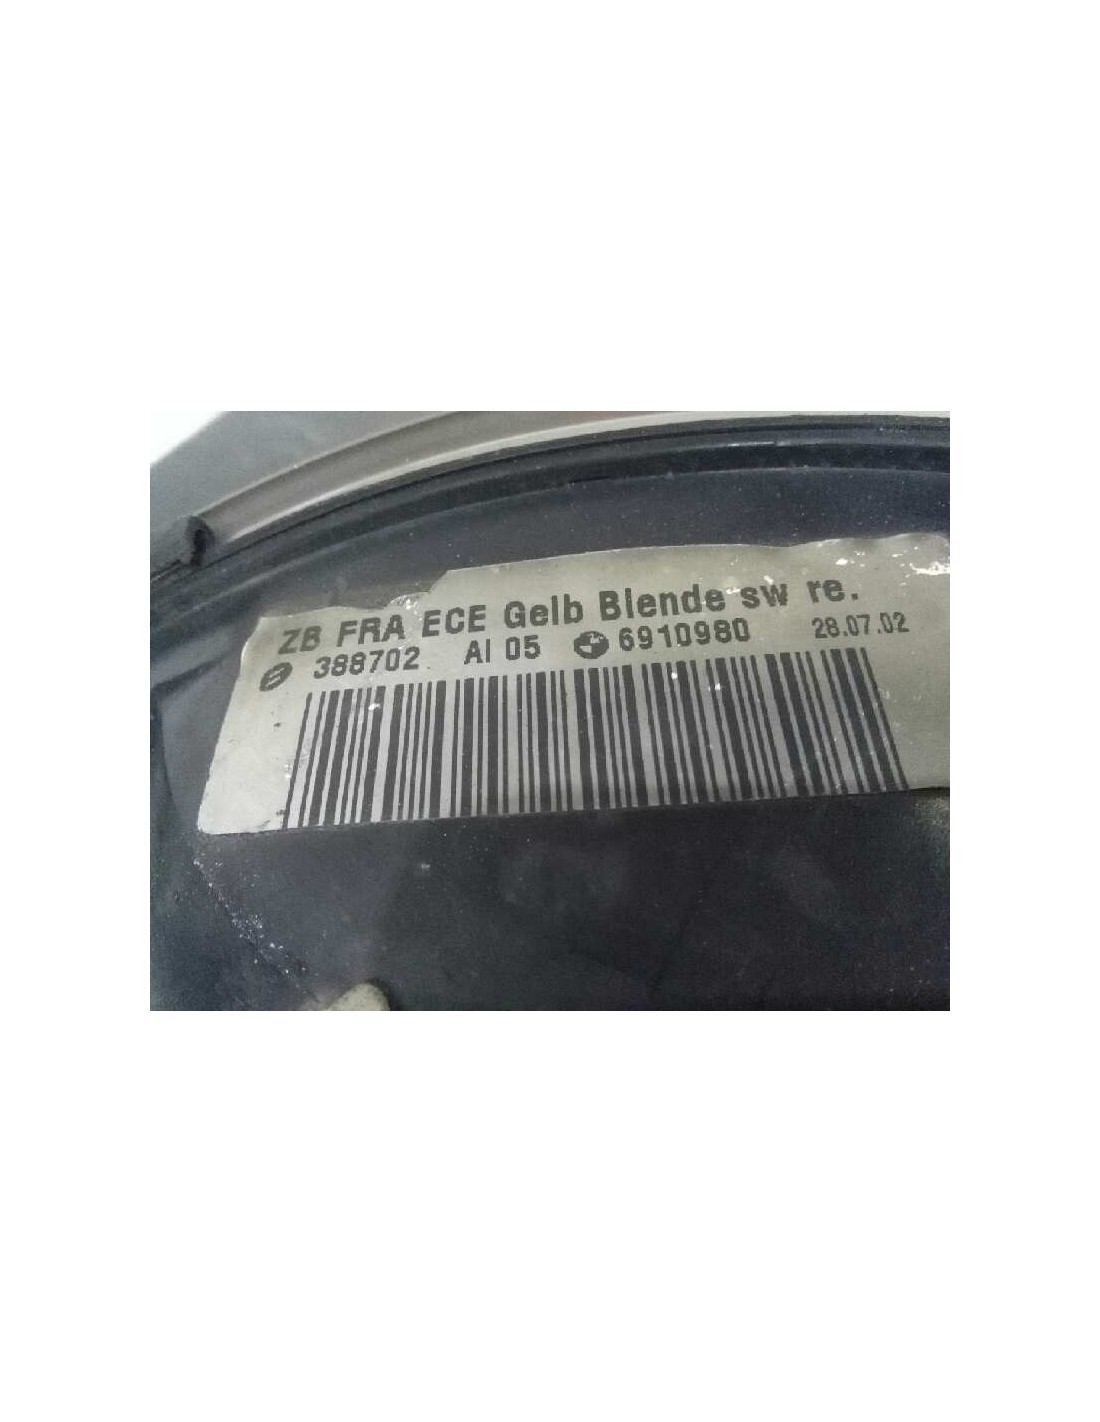 ZB FRA ECE Gelb Blende sw re.
388702 AI 05 6910980 28.07.02